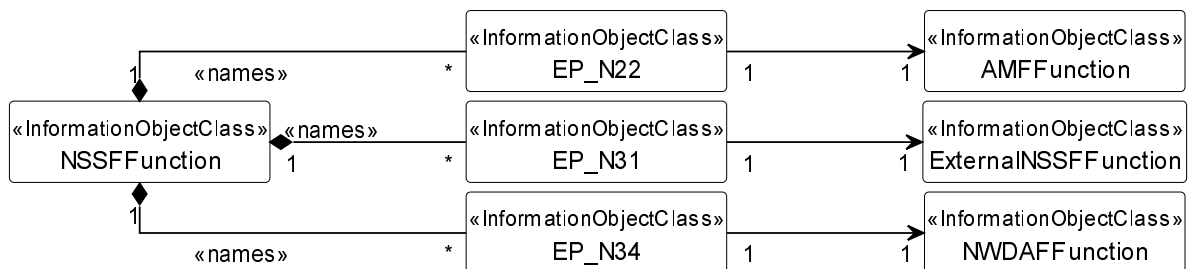 «InformationObjectClass»
EP_N22
«InformationObjectClass»
AMFFunction
1
«names»
*
1
1
«InformationObjectClass»
NSSFFunction
«names»
1
*
«InformationObjectClass»
EP_N31
1
1
«InformationObjectClass»
ExternalNSSFFunction
1
«names»
*
«InformationObjectClass»
EP_N34
1
1
«InformationObjectClass»
NWDAFFunction